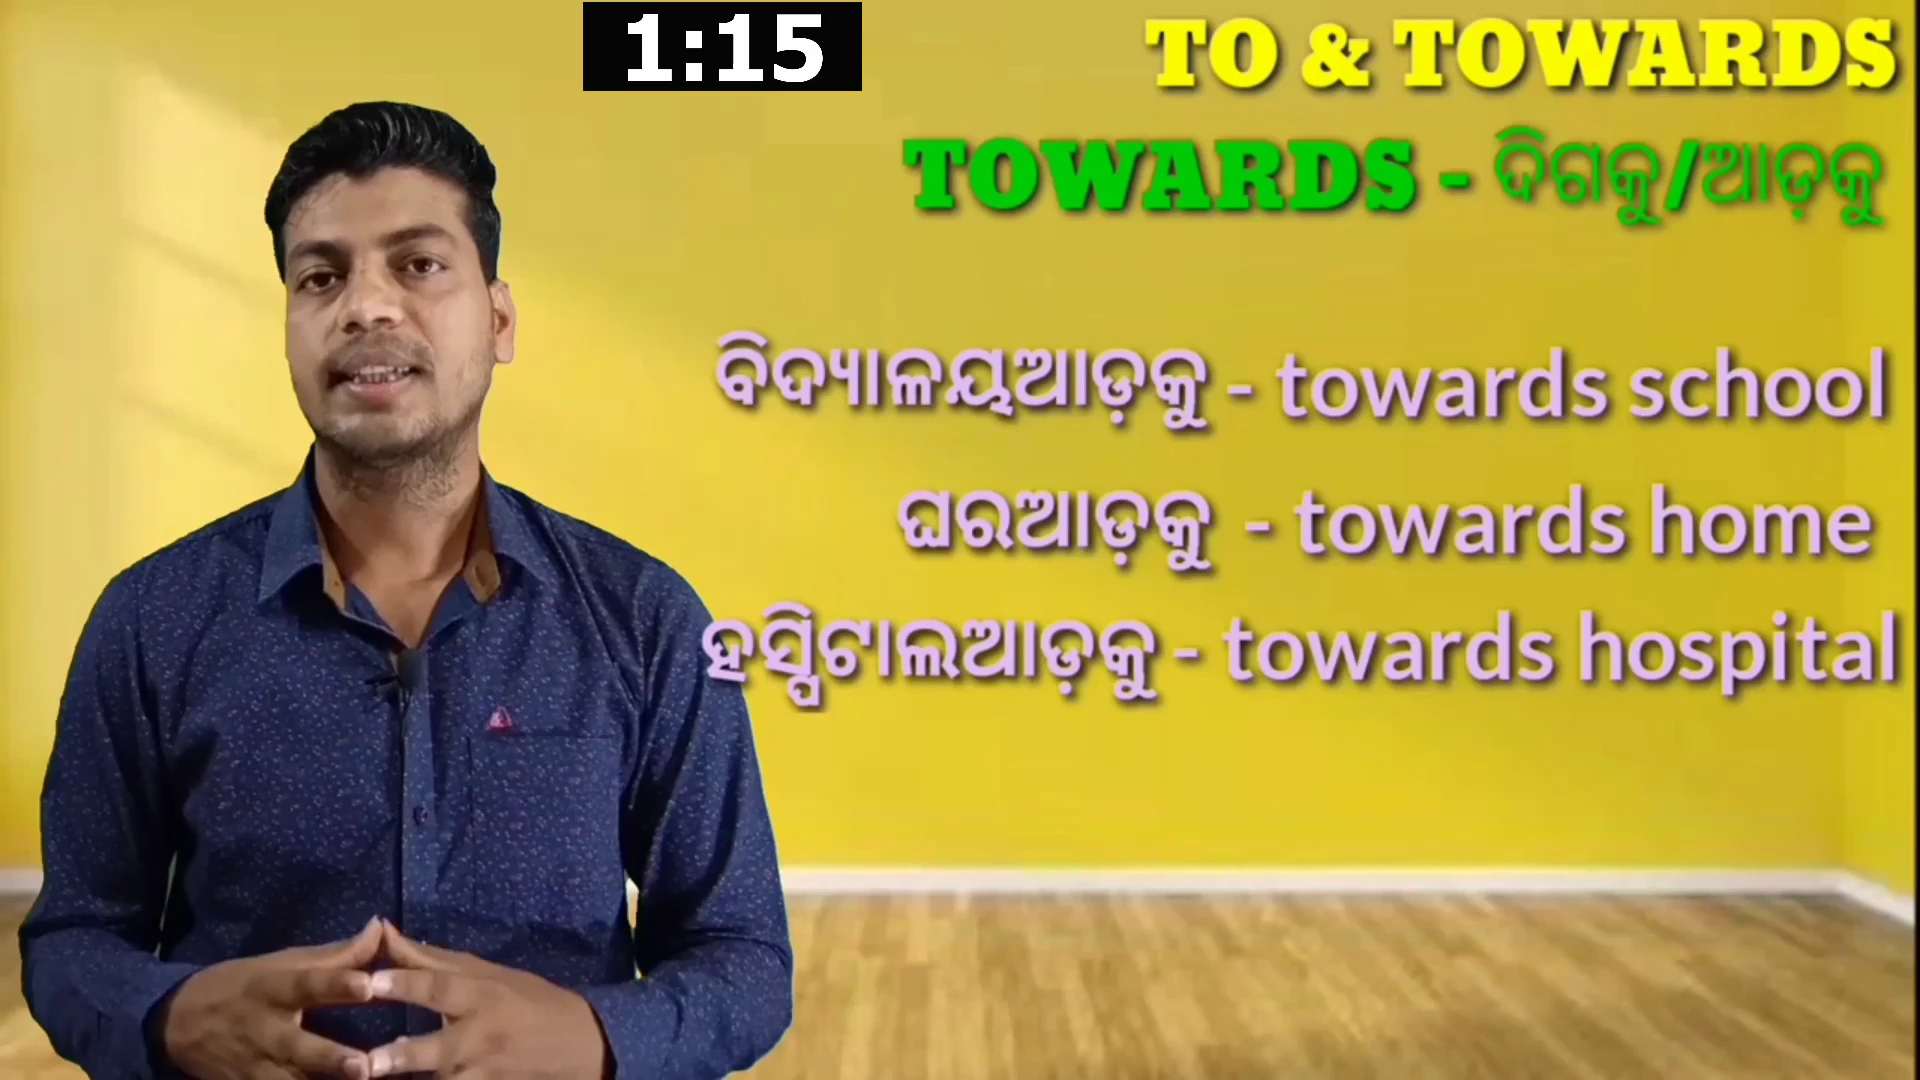 1:15
TO & TOWARDS
TOWARDS - ଦିଗକୁ/ଆଡ଼କୁ
ବିଦ୍ୟାଳୟଆଡ଼କୁ - towards school
ଘରଆଡ଼କୁ - towards home
ହସ୍ପିଟାଲଆଡ଼କୁ - towards hospital